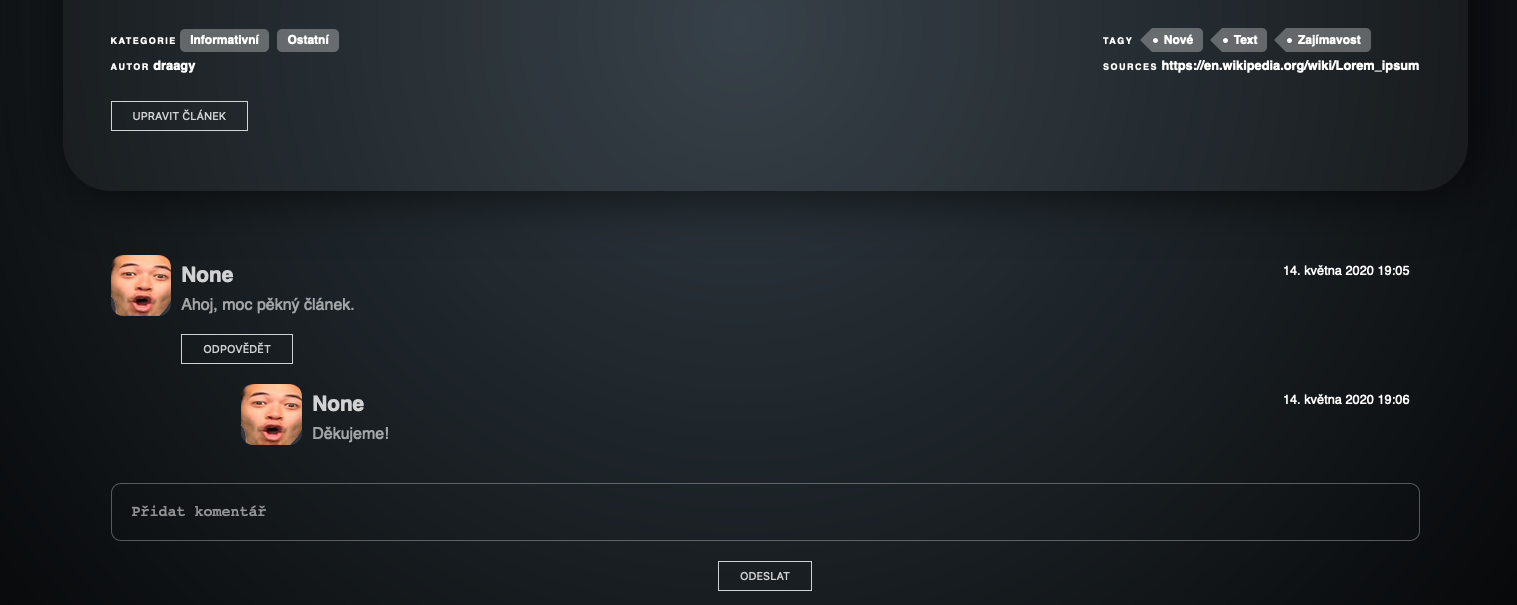 KATEGORIE Informativní Ostatní
AUTOR draagy
TAGY Nové Text Zajímavost
SOURCES https://en.wikipedia.org/wiki/Lorem_ipsum
UPRAVIT ČLÁNEK
None
14. května 2020 19:05
Ahoj, moc pěkný článek.
ODPOVĚDĚT
None
14. května 2020 19:06
Děkujeme!
Přidat komentář
ODESLAT